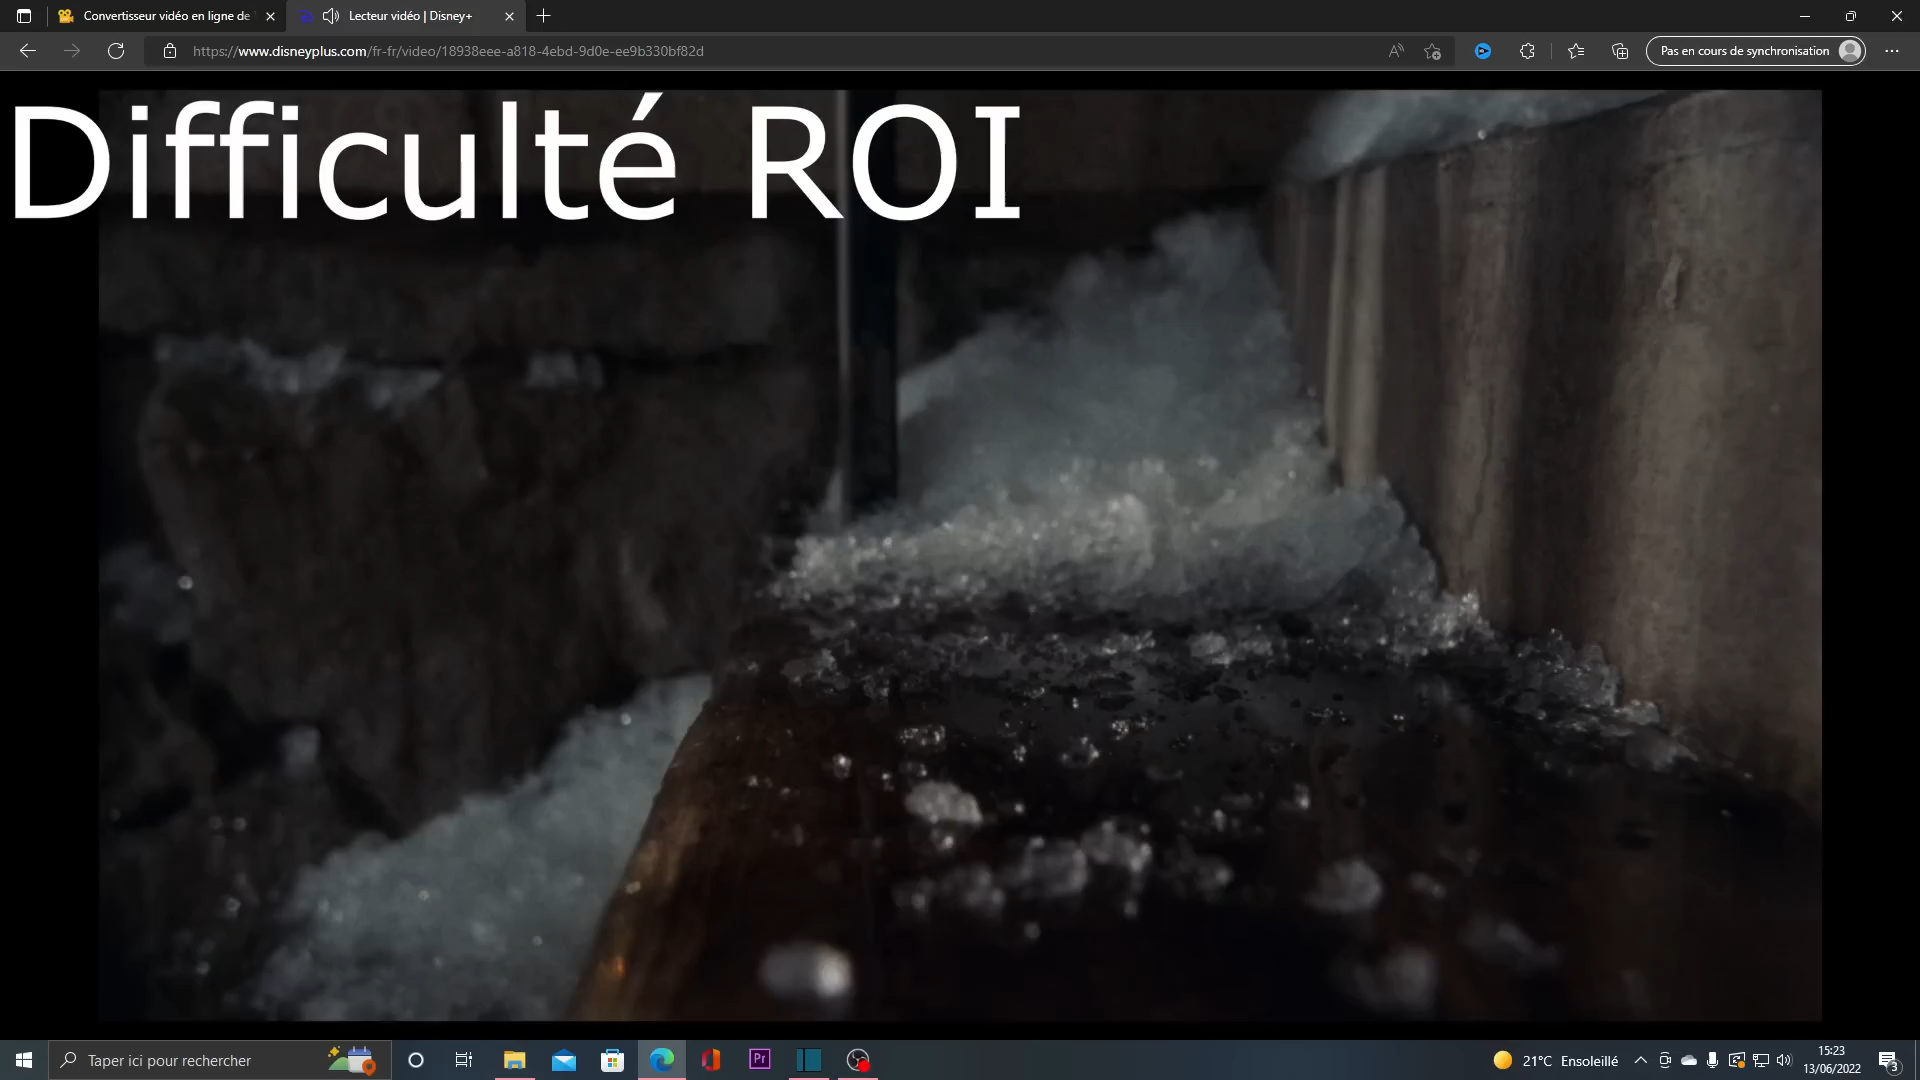 Convertisseur vidéo en ligne de
Lecteur vidéo | Disney+
https://www.disneyplus.com/fr-fr/video/18938eee-a818-4ebd-9d0e-ee9b330bf82d
Pas en cours de synchronisation
Difficulté ROI
Taper ici pour rechercher
Pr
21°C Ensoleillé
15:23
13/06/2022
3